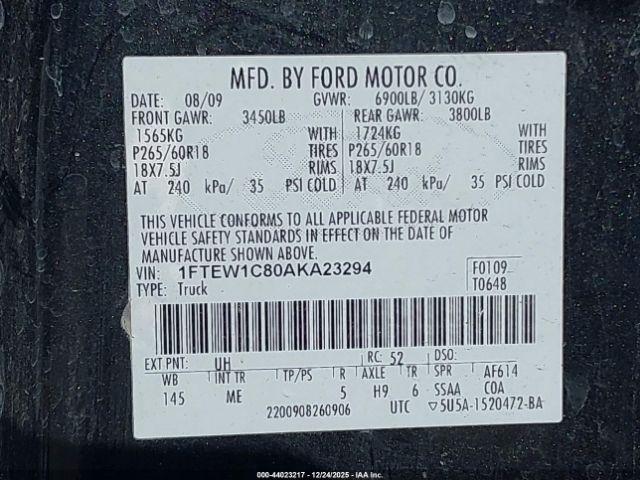 MFD. BY FORD MOTOR CO.
DATE: 08/09 GVWR: 6900LB/ 3130KG
FRONT GAWR: 3450LB REAR GAWR: 3800LB
1565KG WITH 1724KG WITH
P265/60R18 TIRES P265/60R18 TIRES
18X7.5J RIMS 18X7.5J RIMS
AT 240 kPa/ 35 PSI COLD AT 240 kPa/ 35 PSI COLD
THIS VEHICLE CONFORMS TO ALL APPLICABLE FEDERAL MOTOR
VEHICLE SAFETY STANDARDS IN EFFECT ON THE DATE OF
MANUFACTURE SHOWN ABOVE.
VIN: 1FTEW1C80AKA23294 F0109
TYPE: Truck T0648
EXT PNT: UH RC: 52 DSO:
WB INT TR TP/PS R AXLE TR SPR AF614
145 ME 5 H9 6 SSAA COA
2200908260906 UTC ▽5U5A-1520472-BA
000-44023217 - 12/24/2025 - IAAI.CA